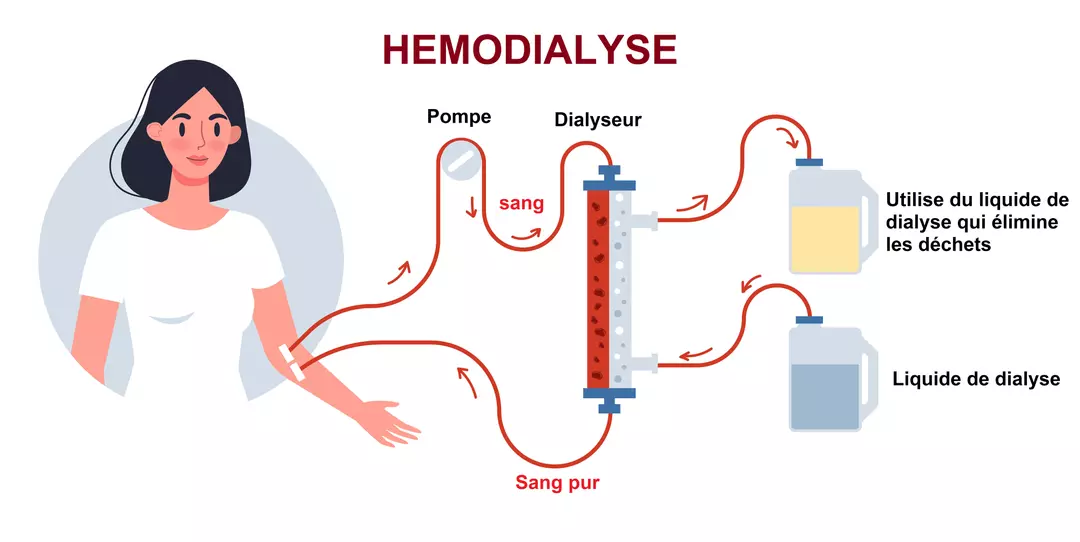 HEMODIALYSE
Pompe
Dialyseur
sang
Utilise du liquide de
dialyse qui élimine
les déchets
Liquide de dialyse
Sang pur